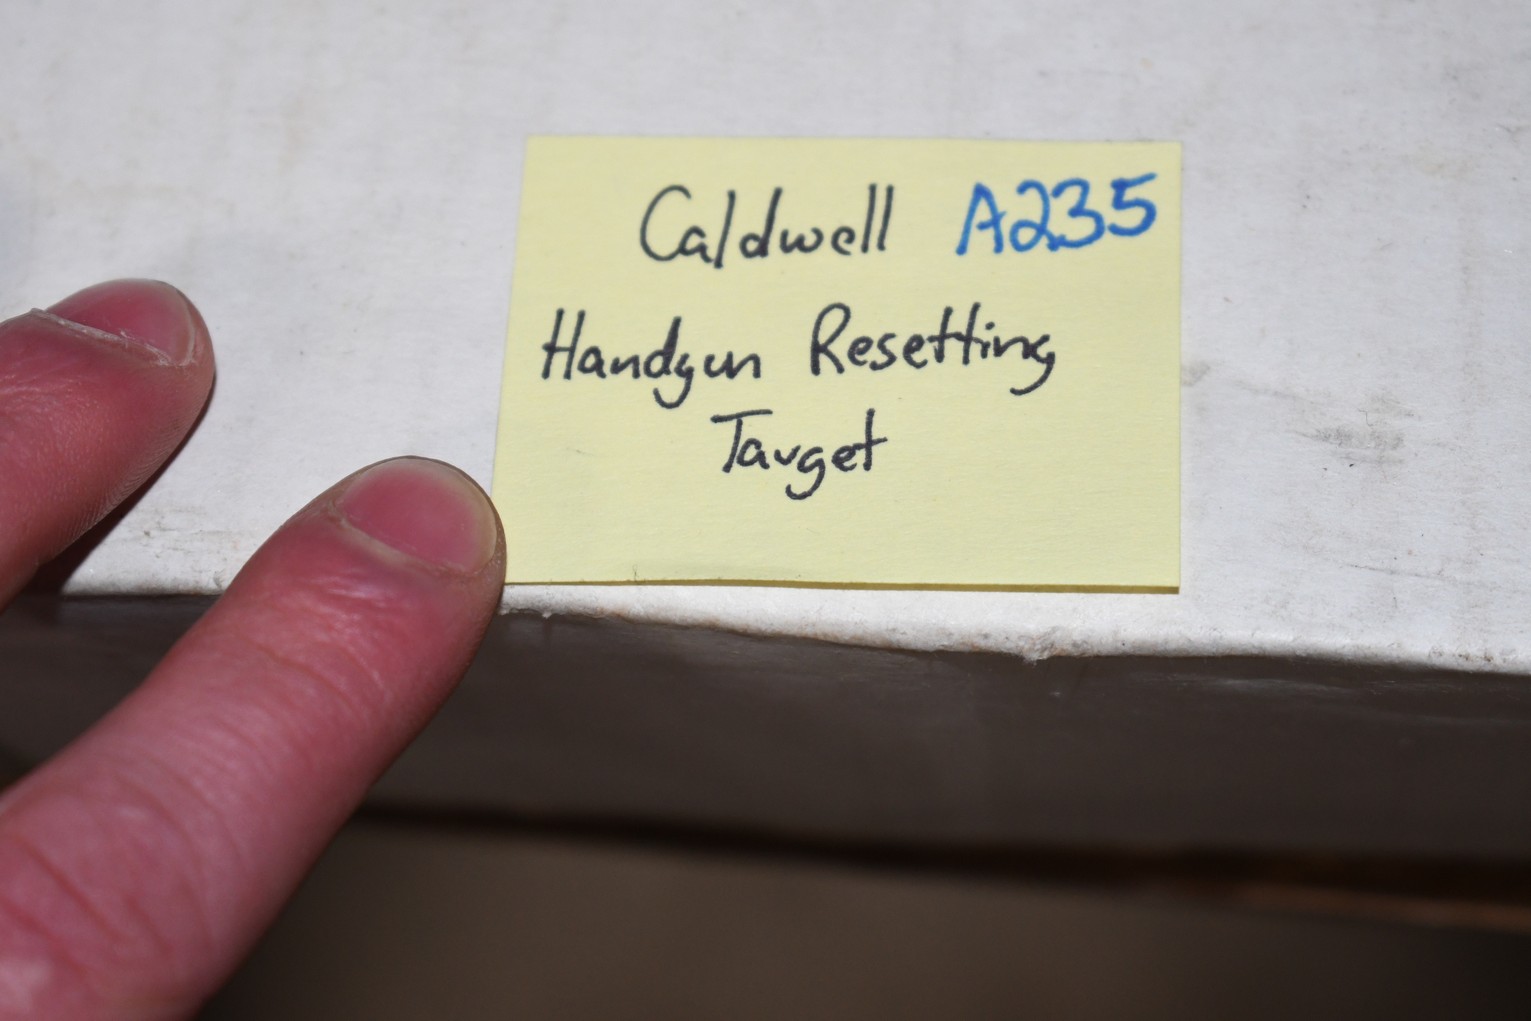 Caldwell A235
Handgun Resetting
Target